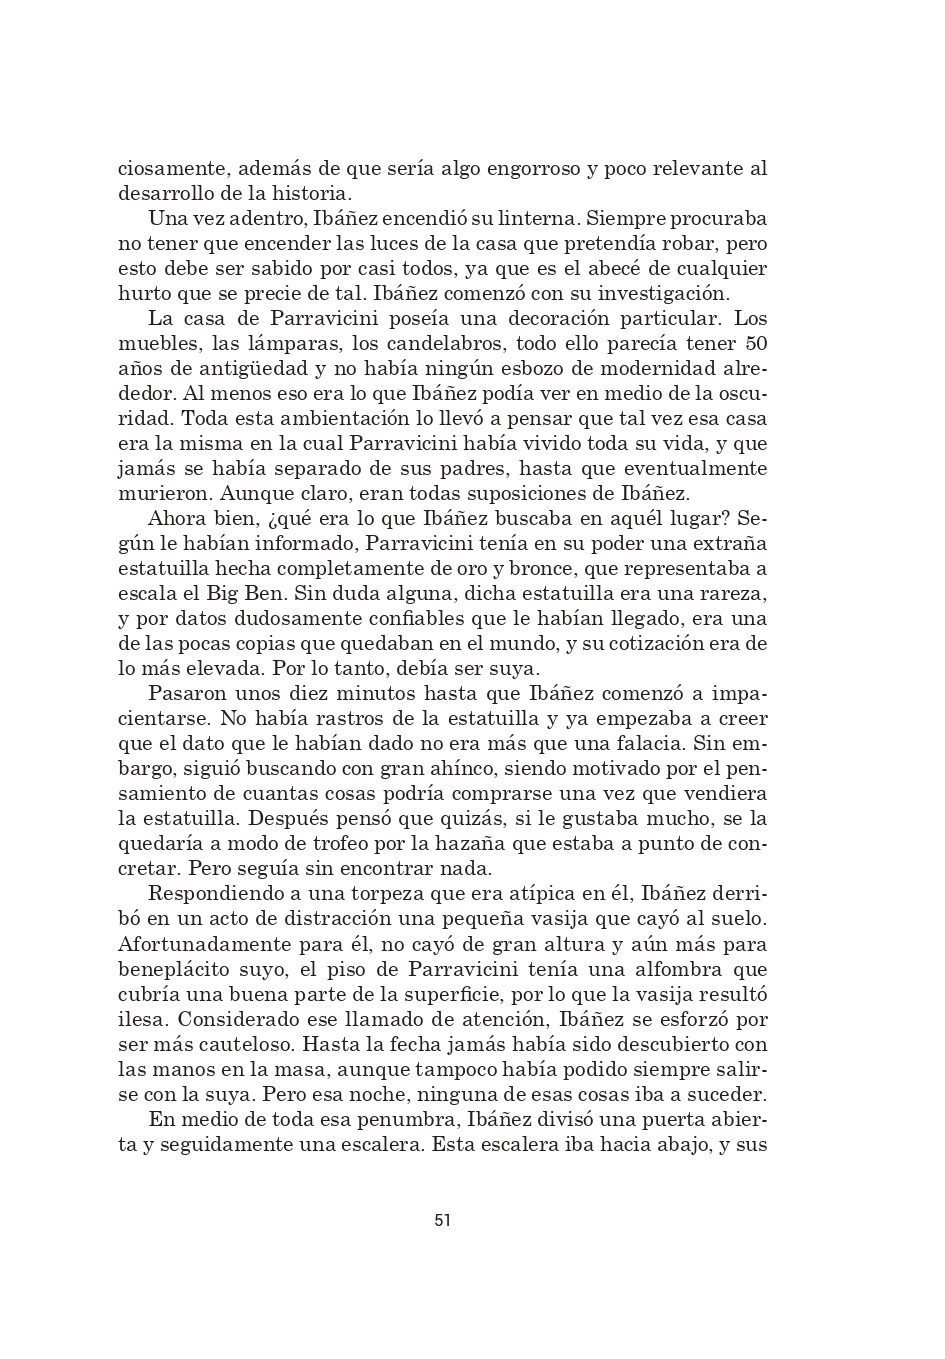 ciosamente, además de que sería algo engorroso y poco relevante al
desarrollo de la historia.
Una vez adentro, Ibáñez encendió su linterna. Siempre procuraba
no tener que encender las luces de la casa que pretendía robar, pero
esto debe ser sabido por casi todos, ya que es el abecé de cualquier
hurto que se precie de tal. Ibáñez comenzó con su investigación.
La casa de Parravicini poseía una decoración particular. Los
muebles, las lámparas, los candelabros, todo ello parecía tener 50
años de antigüedad y no había ningún esbozo de modernidad alre-
dedor. Al menos eso era lo que Ibáñez podía ver en medio de la oscu-
ridad. Toda esta ambientación lo llevó a pensar que tal vez esa casa
era la misma en la cual Parravicini había vivido toda su vida, y que
jamás se había separado de sus padres, hasta que eventualmente
murieron. Aunque claro, eran todas suposiciones de Ibáñez.
Ahora bien, ¿qué era lo que Ibáñez buscaba en aquél lugar? Se-
gún le habían informado, Parravicini tenía en su poder una extraña
estatuilla hecha completamente de oro y bronce, que representaba a
escala el Big Ben. Sin duda alguna, dicha estatuilla era una rareza,
y por datos dudosamente confiables que le habían llegado, era una
de las pocas copias que quedaban en el mundo, y su cotización era de
lo más elevada. Por lo tanto, debía ser suya.
Pasaron unos diez minutos hasta que Ibáñez comenzó a impa-
cientarse. No había rastros de la estatuilla y ya empezaba a creer
que el dato que le habían dado no era más que una falacia. Sin em-
bargo, siguió buscando con gran ahínco, siendo motivado por el pen-
samiento de cuantas cosas podría comprarse una vez que vendiera
la estatuilla. Después pensó que quizás, si le gustaba mucho, se la
quedaría a modo de trofeo por la hazaña que estaba a punto de con-
cretar. Pero seguía sin encontrar nada.
Respondiendo a una torpeza que era atípica en él, Ibáñez derri-
bó en un acto de distracción una pequeña vasija que cayó al suelo.
Afortunadamente para él, no cayó de gran altura y aún más para
beneplácito suyo, el piso de Parravicini tenía una alfombra que
cubría una buena parte de la superficie, por lo que la vasija resultó
ilesa. Considerado ese llamado de atención, Ibáñez se esforzó por
ser más cauteloso. Hasta la fecha jamás había sido descubierto con
las manos en la masa, aunque tampoco había podido siempre salir-
se con la suya. Pero esa noche, ninguna de esas cosas iba a suceder.
En medio de toda esa penumbra, Ibáñez divisó una puerta abier-
ta y seguidamente una escalera. Esta escalera iba hacia abajo, y sus
51